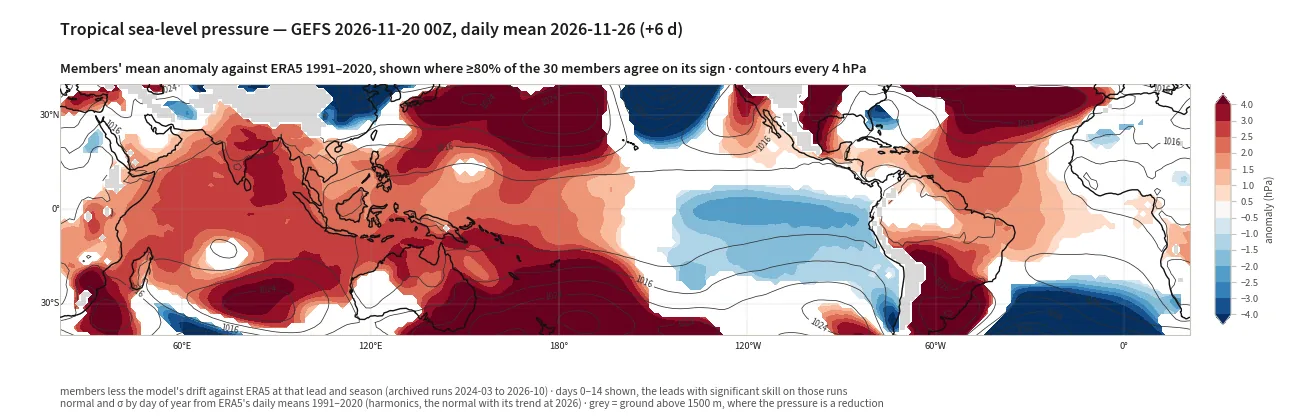 Tropical sea-level pressure — GEFS 2026-11-20 00Z, daily mean 2026-11-26 (+6 d)
Members' mean anomaly against ERA5 1991–2020, shown where ≥80% of the 30 members agree on its sign · contours every 4 hPa
30°N
0°
30°S
60°E
120°E
180°
120°W
60°W
0°
1024
1016
1016
1016
1016
1016
1024
1016
1024
4.0
3.0
2.5
2.0
1.5
1.0
0.5
−0.5
−1.0
−1.5
−2.0
−2.5
−3.0
−4.0
anomaly (hPa)
members less the model's drift against ERA5 at that lead and season (archived runs 2024-03 to 2026-10) · days 0–14 shown, the leads with significant skill on those runs
normal and σ by day of year from ERA5's daily means 1991–2020 (harmonics, the normal with its trend at 2026) · grey = ground above 1500 m, where the pressure is a reduction